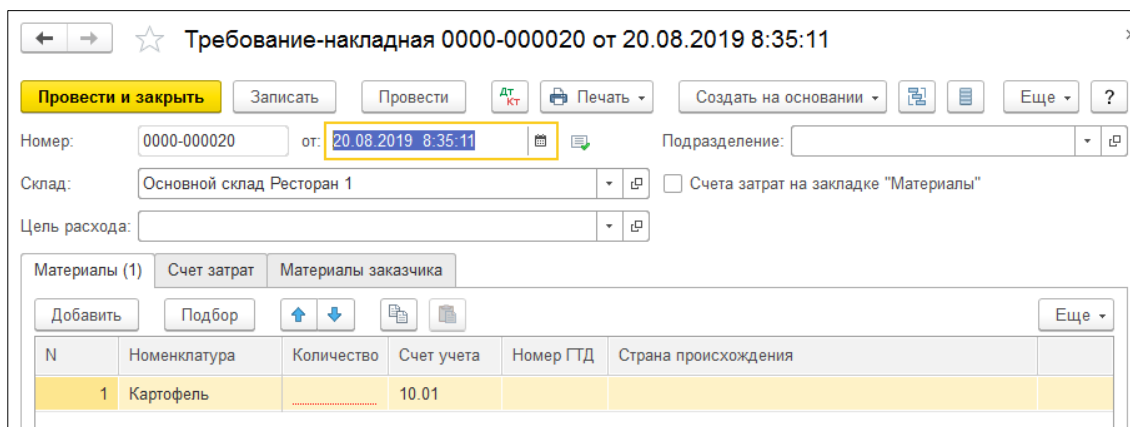 Требование-накладная 0000-000020 от 20.08.2019 8:35:11
Провести и закрыть Записать Провести Дт Кт Печать Создать на основании Еще ?
Номер: 0000-000020 от: 20.08.2019 8:35:11 Подразделение:
Склад: Основной склад Ресторан 1 Счета затрат на закладке "Материалы"
Цель расхода:
Материалы (1) Счет затрат Материалы заказчика
Добавить Подбор Еще
N Номенклатура Количество Счет учета Номер ГТД Страна происхождения
1 Картофель 10.01